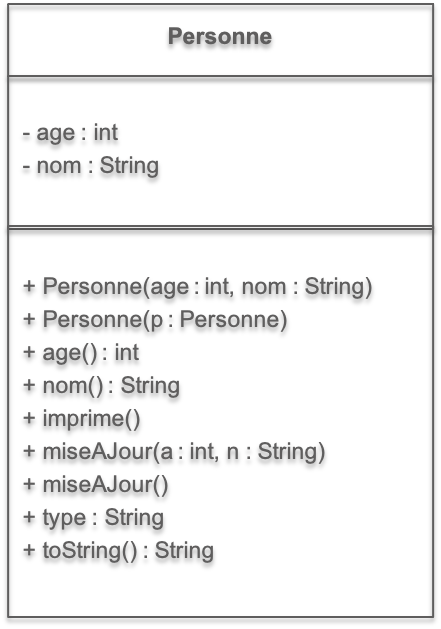 Personne
- age : int
- nom : String
+ Personne(age : int, nom : String)
+ Personne(p : Personne)
+ age() : int
+ nom() : String
+ imprime()
+ miseAJour(a : int, n : String)
+ miseAJour()
+ type : String
+ toString() : String